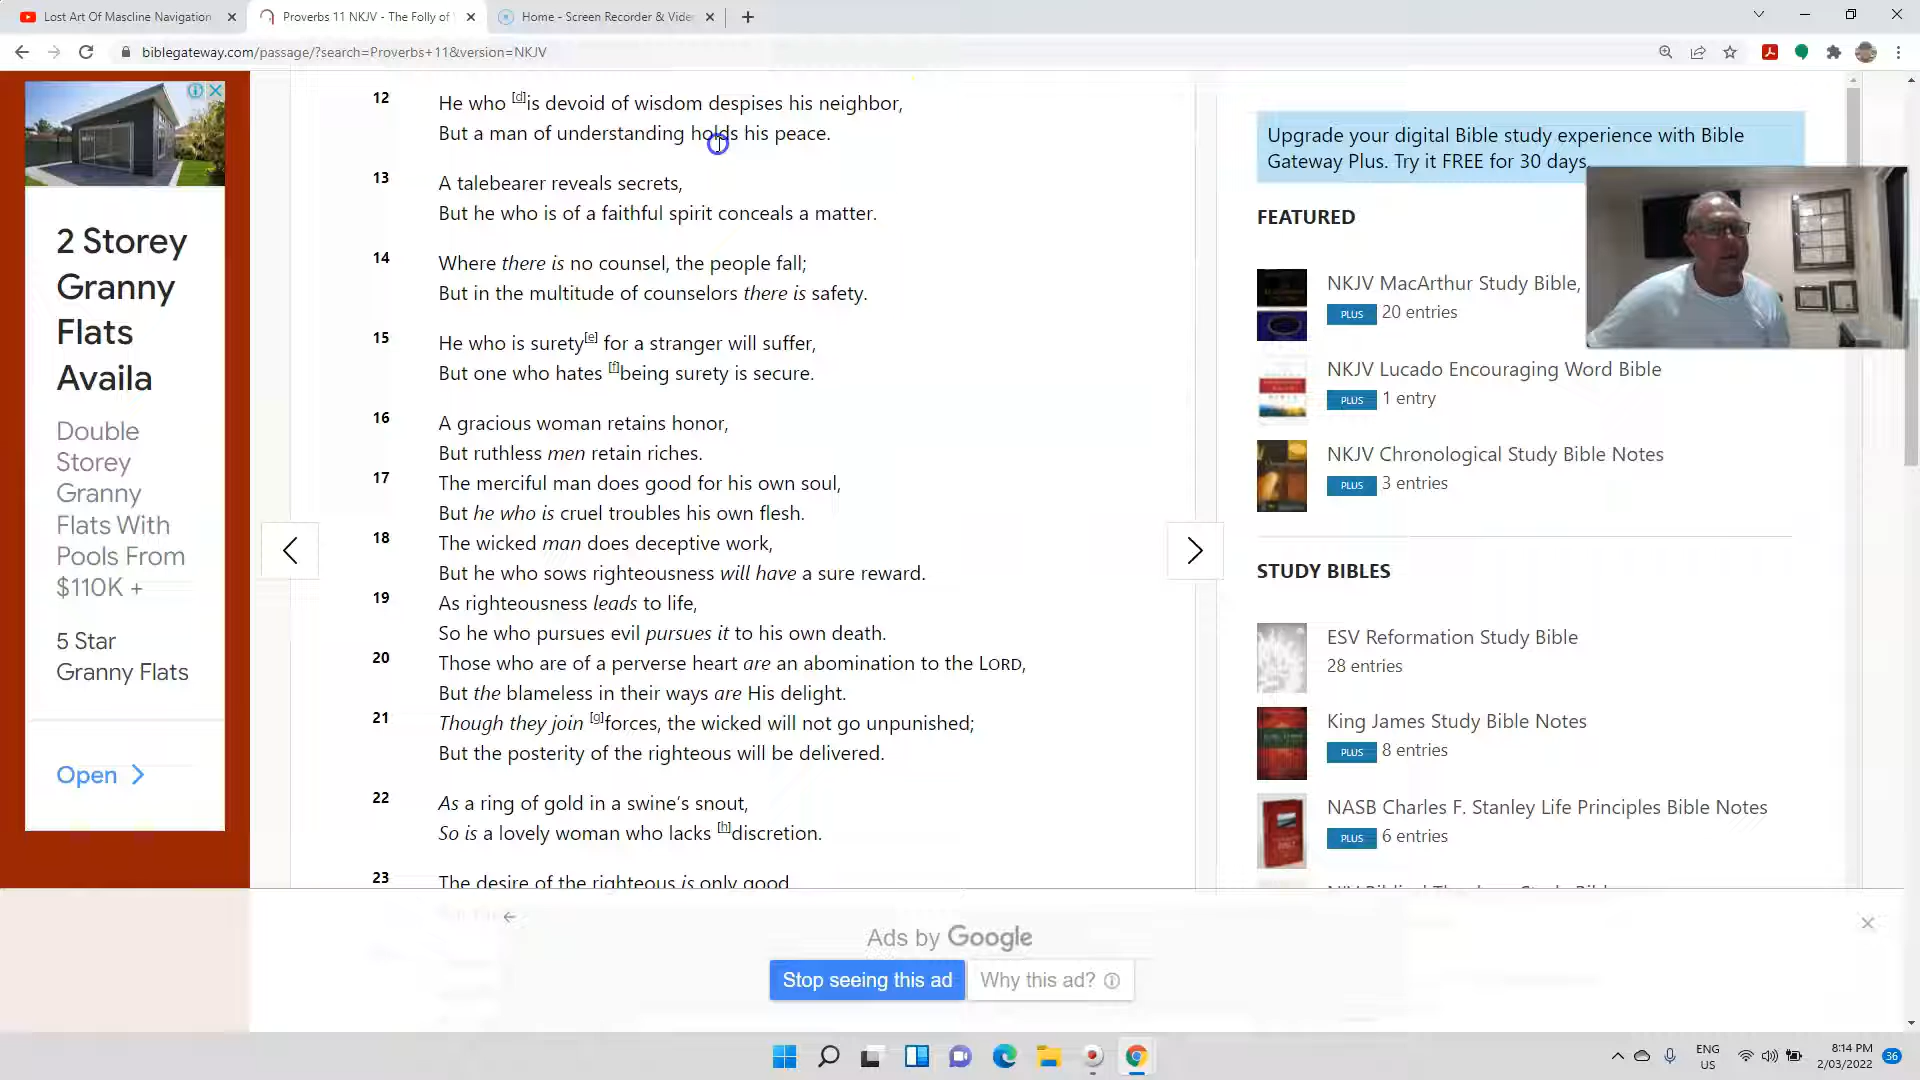 Lost Art Of Mascline Navigation
Proverbs 11 NKJV - The Folly of
Home - Screen Recorder & Vide
biblegateway.com/passage/?search=Proverbs+11&version=NKJV
2 Storey
Granny
Flats
Availa
Double
Storey
Granny
Flats With
Pools From
$110K +
5 Star
Granny Flats
Open
12 He who [d]is devoid of wisdom despises his neighbor,
But a man of understanding holds his peace.
13 A talebearer reveals secrets,
But he who is of a faithful spirit conceals a matter.
14 Where there is no counsel, the people fall;
But in the multitude of counselors there is safety.
15 He who is surety[e] for a stranger will suffer,
But one who hates [f]being surety is secure.
16 A gracious woman retains honor,
But ruthless men retain riches.
17 The merciful man does good for his own soul,
But he who is cruel troubles his own flesh.
18 The wicked man does deceptive work,
But he who sows righteousness will have a sure reward.
19 As righteousness leads to life,
So he who pursues evil pursues it to his own death.
20 Those who are of a perverse heart are an abomination to the LORD,
But the blameless in their ways are His delight.
21 Though they join [g]forces, the wicked will not go unpunished;
But the posterity of the righteous will be delivered.
22 As a ring of gold in a swine’s snout,
So is a lovely woman who lacks [h]discretion.
23 The desire of the righteous is only good
Upgrade your digital Bible study experience with Bible
Gateway Plus. Try it FREE for 30 days.
FEATURED
NKJV MacArthur Study Bible,
PLUS 20 entries
NKJV Lucado Encouraging Word Bible
PLUS 1 entry
NKJV Chronological Study Bible Notes
PLUS 3 entries
STUDY BIBLES
ESV Reformation Study Bible
28 entries
King James Study Bible Notes
PLUS 8 entries
NASB Charles F. Stanley Life Principles Bible Notes
PLUS 6 entries
Ads by Google
Stop seeing this ad
Why this ad?
ENG
US
8:14 PM
2/03/2022
36